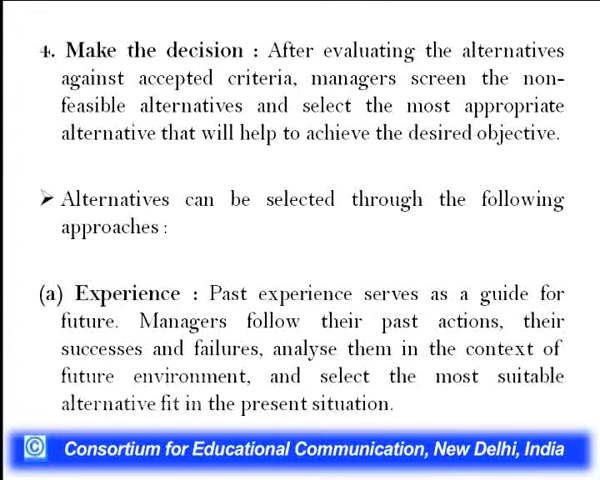 4. Make the decision : After evaluating the alternatives
against accepted criteria, managers screen the non-
feasible alternatives and select the most appropriate
alternative that will help to achieve the desired objective.
➢ Alternatives can be selected through the following
approaches :
(a) Experience : Past experience serves as a guide for
future. Managers follow their past actions, their
successes and failures, analyse them in the context of
future environment, and select the most suitable
alternative fit in the present situation.
© Consortium for Educational Communication, New Delhi, India